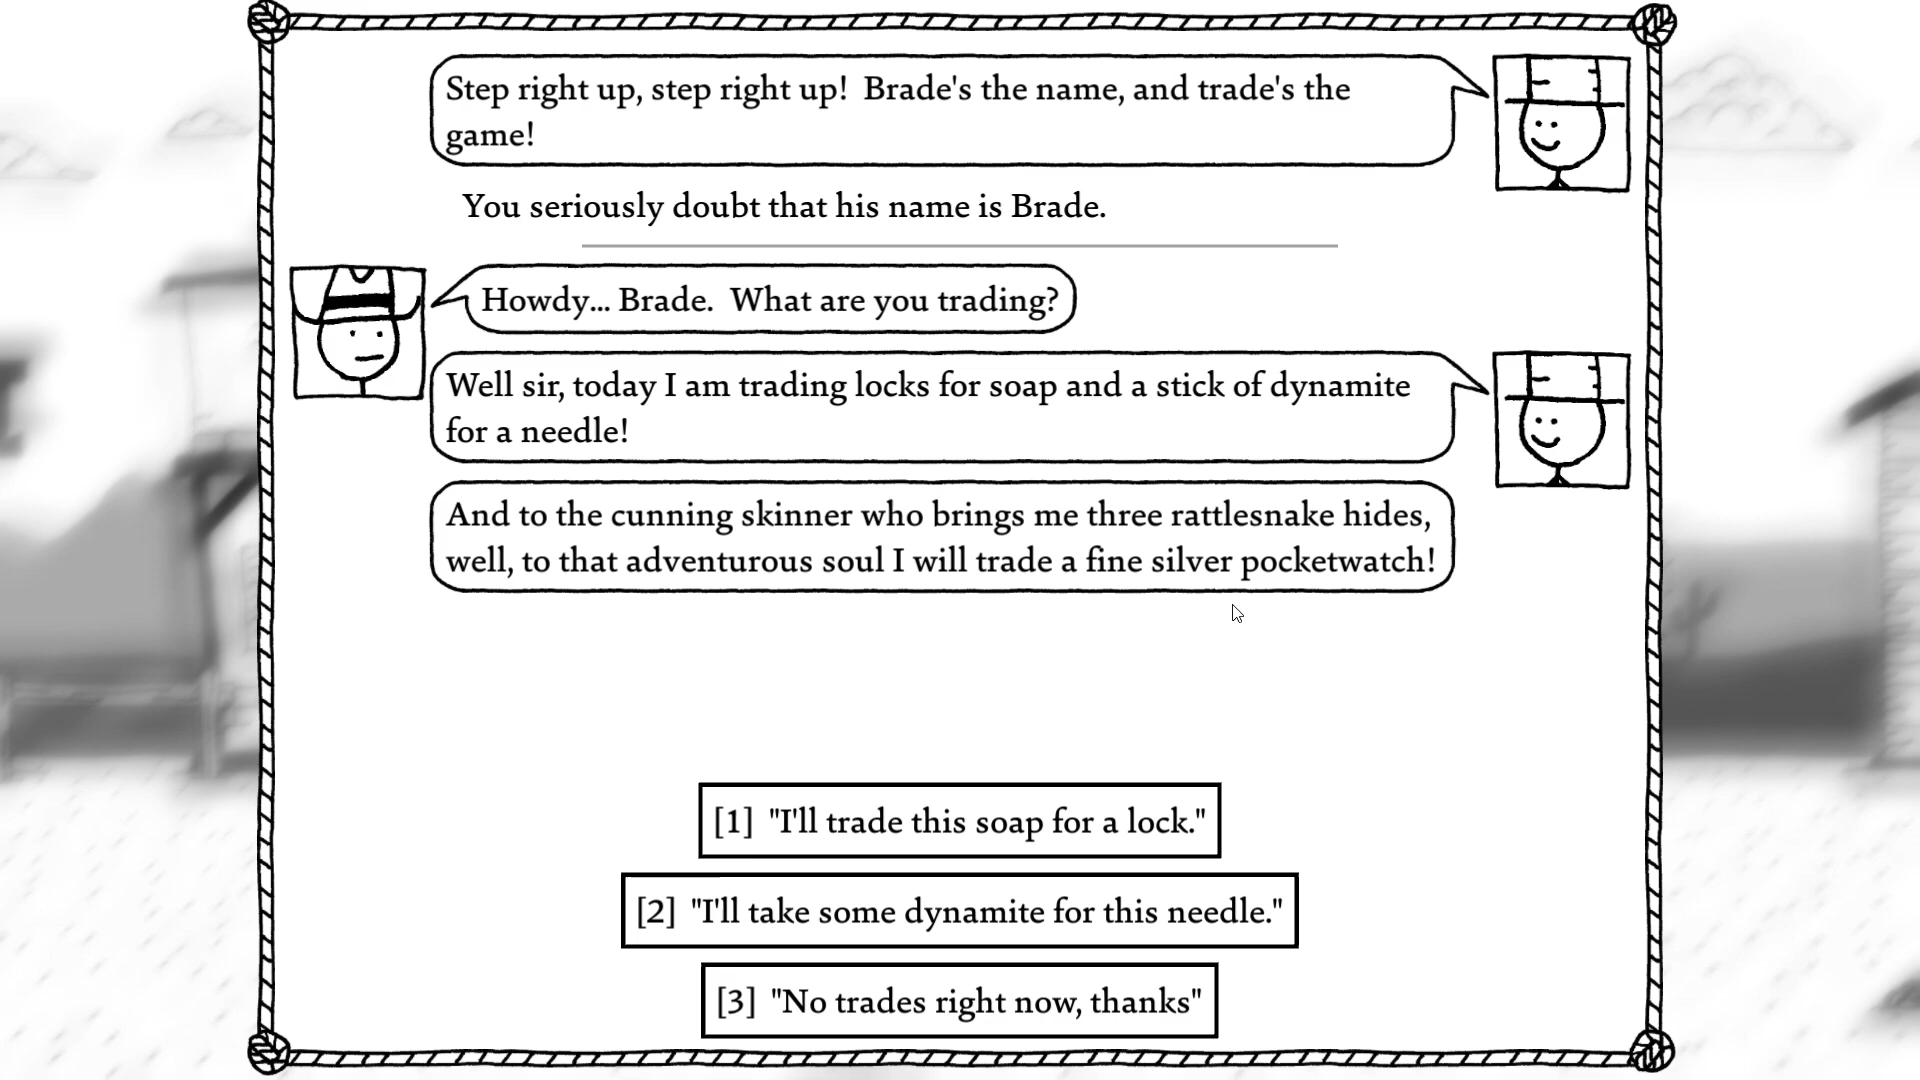 Step right up, step right up!  Brade's the name, and trade's the
game!
You seriously doubt that his name is Brade.
Howdy... Brade.  What are you trading?
Well sir, today I am trading locks for soap and a stick of dynamite
for a needle!
And to the cunning skinner who brings me three rattlesnake hides,
well, to that adventurous soul I will trade a fine silver pocketwatch!
[1]  "I'll trade this soap for a lock."
[2]  "I'll take some dynamite for this needle."
[3]  "No trades right now, thanks"